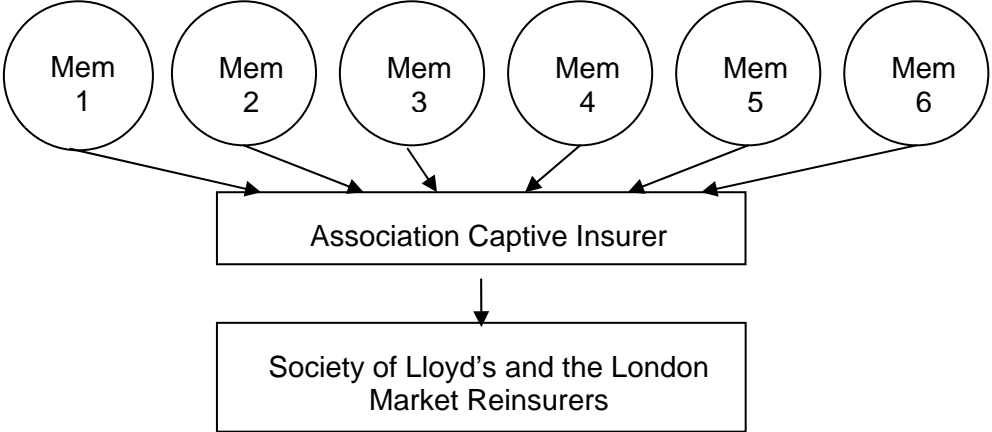 Mem
1
Mem
2
Mem
3
Mem
4
Mem
5
Mem
6
Association Captive Insurer
Society of Lloyd's and the London
Market Reinsurers